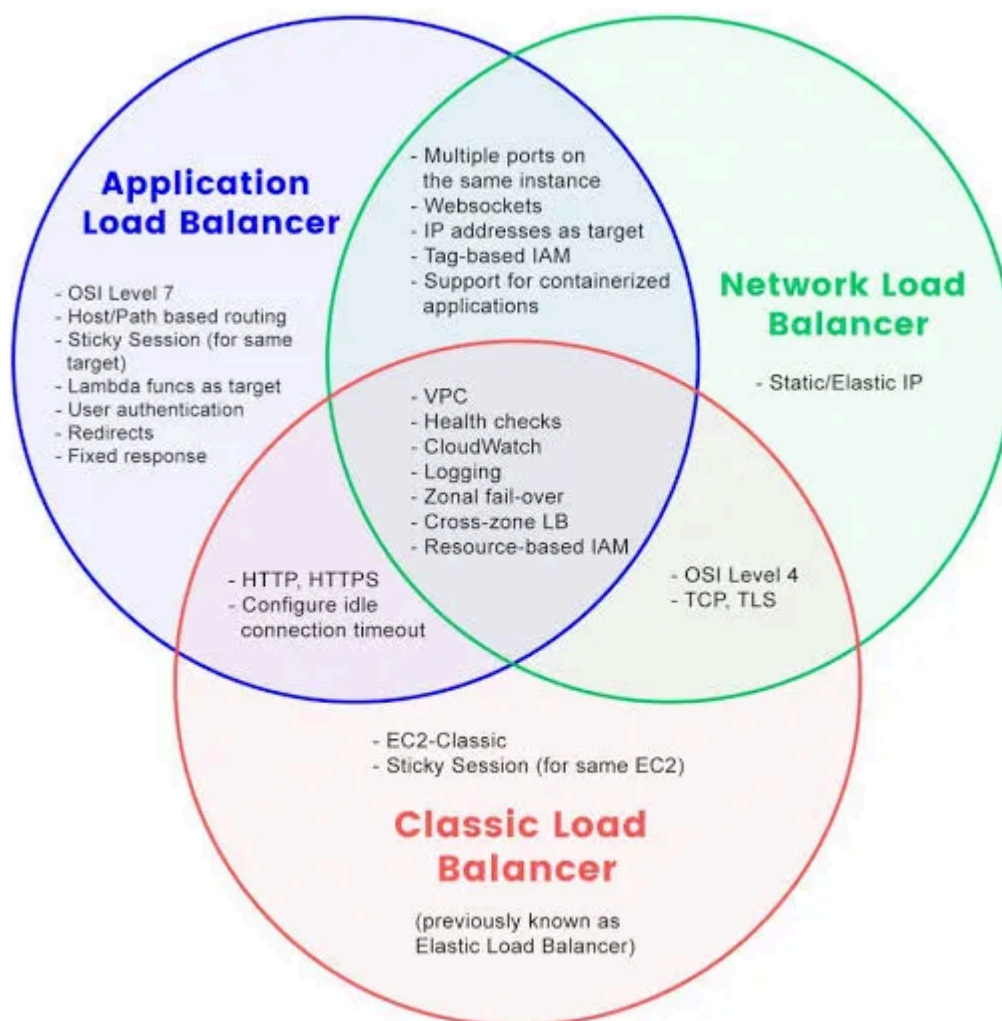 Application
Load Balancer
- OSI Level 7
- Host/Path based routing
- Sticky Session (for same
target)
- Lambda funcs as target
- User authentication
- Redirects
- Fixed response
- Multiple ports on
the same instance
- Websockets
- IP addresses as target
- Tag-based IAM
- Support for containerized
applications
Network Load
Balancer
- Static/Elastic IP
- VPC
- Health checks
- CloudWatch
- Logging
- Zonal fail-over
- Cross-zone LB
- Resource-based IAM
- HTTP, HTTPS
- Configure idle
connection timeout
- OSI Level 4
- TCP, TLS
- EC2-Classic
- Sticky Session (for same EC2)
Classic Load
Balancer
(previously known as
Elastic Load Balancer)